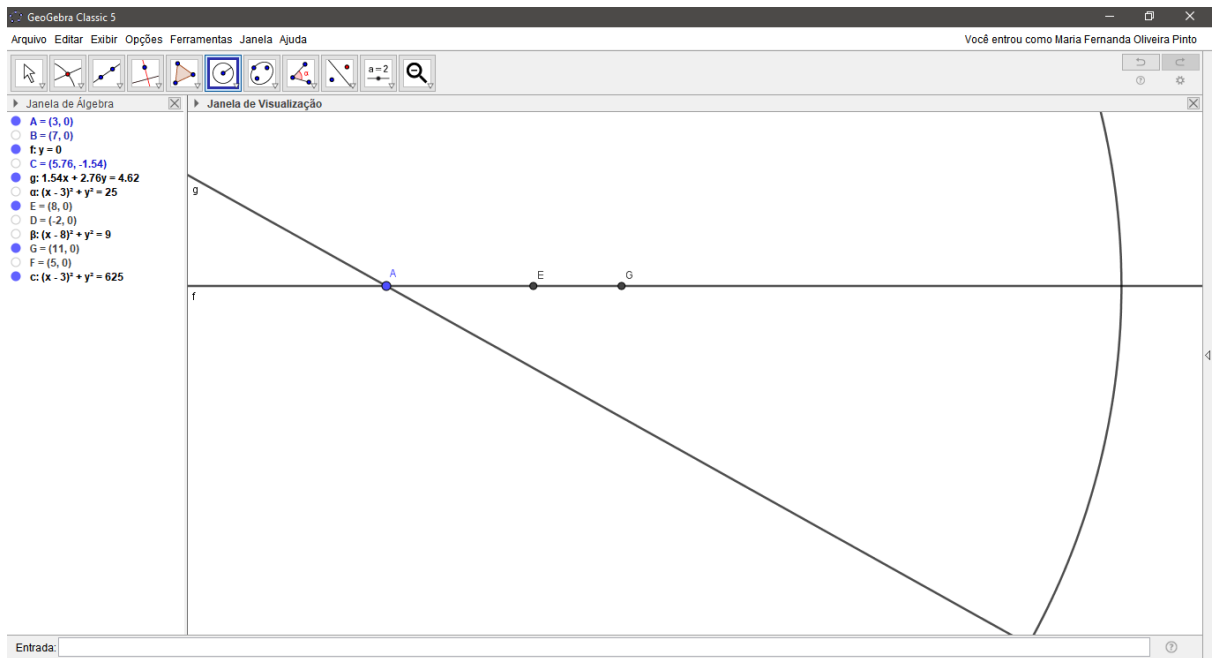 GeoGebra Classic 5
Arquivo Editar Exibir Opções Ferramentas Janela Ajuda
Você entrou como Maria Fernanda Oliveira Pinto
α
a = 2
Janela de Álgebra
Janela de Visualização
A = (3, 0)
B = (7, 0)
f: y = 0
C = (5.76, -1.54)
g: 1.54x + 2.76y = 4.62
α: (x - 3)² + y² = 25
E = (8, 0)
D = (-2, 0)
β: (x - 8)² + y² = 9
G = (11, 0)
F = (5, 0)
c: (x - 3)² + y² = 625
g
A
E
G
f
Entrada: